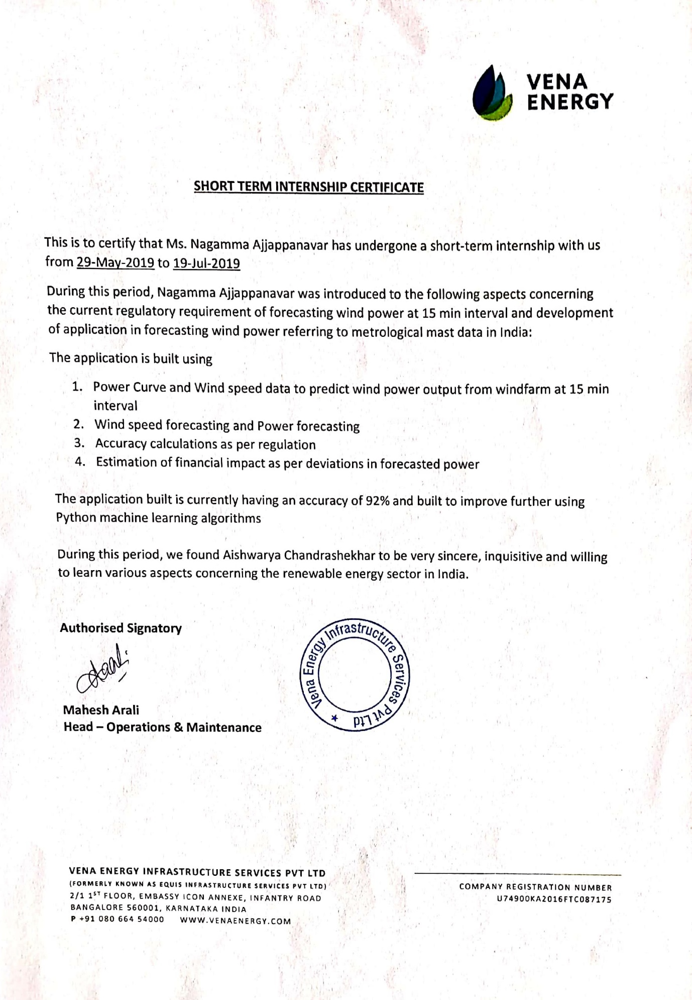 VENA
ENERGY
SHORT TERM INTERNSHIP CERTIFICATE
This is to certify that Ms. Nagamma Ajjappanavar has undergone a short-term internship with us
from 29-May-2019 to 19-Jul-2019
During this period, Nagamma Ajjappanavar was introduced to the following aspects concerning
the current regulatory requirement of forecasting wind power at 15 min interval and development
of application in forecasting wind power referring to metrological mast data in India:
The application is built using
1. Power Curve and Wind speed data to predict wind power output from windfarm at 15 min
interval
2. Wind speed forecasting and Power forecasting
3. Accuracy calculations as per regulation
4. Estimation of financial impact as per deviations in forecasted power
The application built is currently having an accuracy of 92% and built to improve further using
Python machine learning algorithms
During this period, we found Aishwarya Chandrashekhar to be very sincere, inquisitive and willing
to learn various aspects concerning the renewable energy sector in India.
Authorised Signatory
Vena Energy Infrastructure Services Pvt Ltd
Mahesh Arali
Head – Operations & Maintenance
VENA ENERGY INFRASTRUCTURE SERVICES PVT LTD
(FORMERLY KNOWN AS EQUIS INFRASTRUCTURE SERVICES PVT LTD)
2/1 1ST FLOOR, EMBASSY ICON ANNEXE, INFANTRY ROAD
BANGALORE 560001, KARNATAKA INDIA
P +91 080 664 54000 WWW.VENAENERGY.COM
COMPANY REGISTRATION NUMBER
U74900KA2016FTC087175